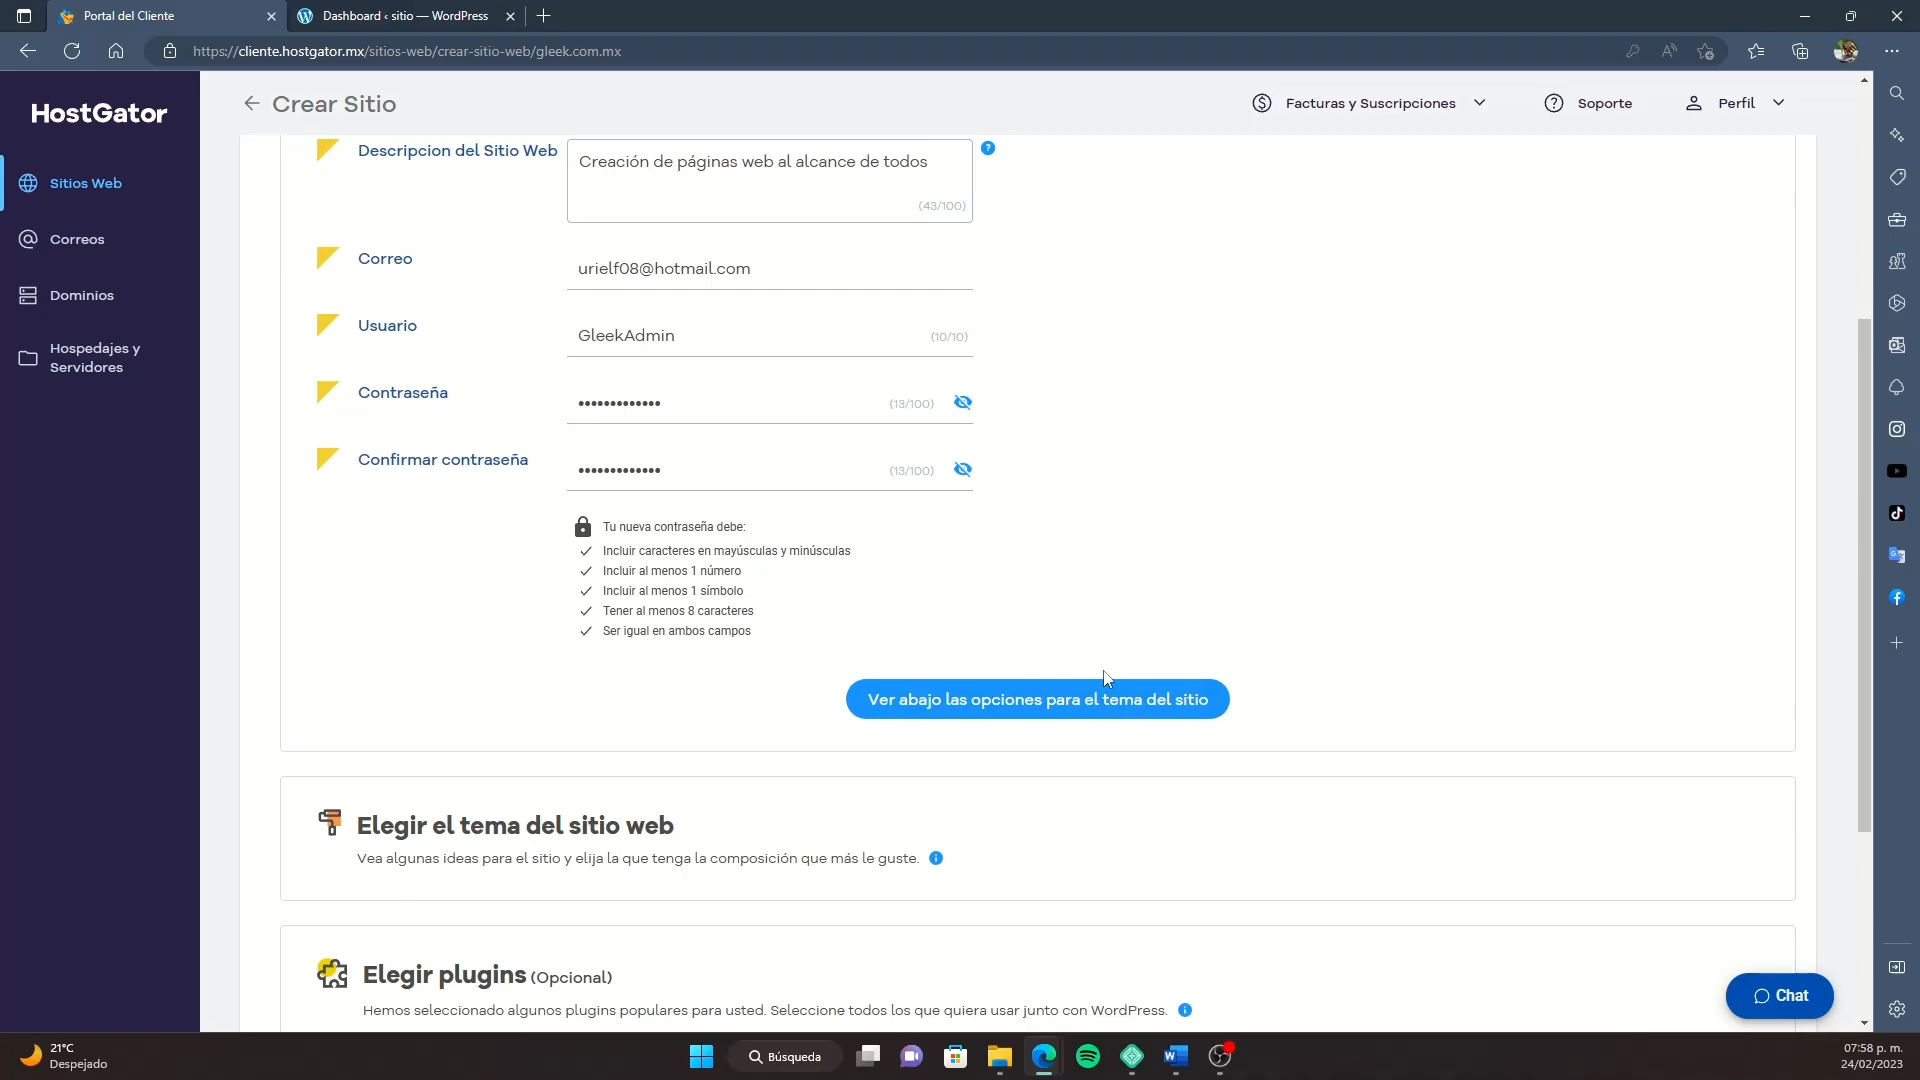 Portal del Cliente
Dashboard ‹ sitio — WordPress
https://cliente.hostgator.mx/sitios-web/crear-sitio-web/gleek.com.mx
HostGator
Crear Sitio
Facturas y Suscripciones
Soporte
Perfil
Sitios Web
Correos
Dominios
Hospedajes y
Servidores
Descripcion del Sitio Web
Creación de páginas web al alcance de todos
(43/100)
Correo
urielf08@hotmail.com
Usuario
GleekAdmin
(10/10)
Contraseña
•••••••••••••
(13/100)
Confirmar contraseña
•••••••••••••
(13/100)
Tu nueva contraseña debe:
Incluir caracteres en mayúsculas y minúsculas
Incluir al menos 1 número
Incluir al menos 1 símbolo
Tener al menos 8 caracteres
Ser igual en ambos campos
Ver abajo las opciones para el tema del sitio
Elegir el tema del sitio web
Vea algunas ideas para el sitio y elija la que tenga la composición que más le guste.
Elegir plugins (Opcional)
Hemos seleccionado algunos plugins populares para usted. Seleccione todos los que quiera usar junto con WordPress.
Chat
21°C
Despejado
Búsqueda
07:58 p. m.
24/02/2023